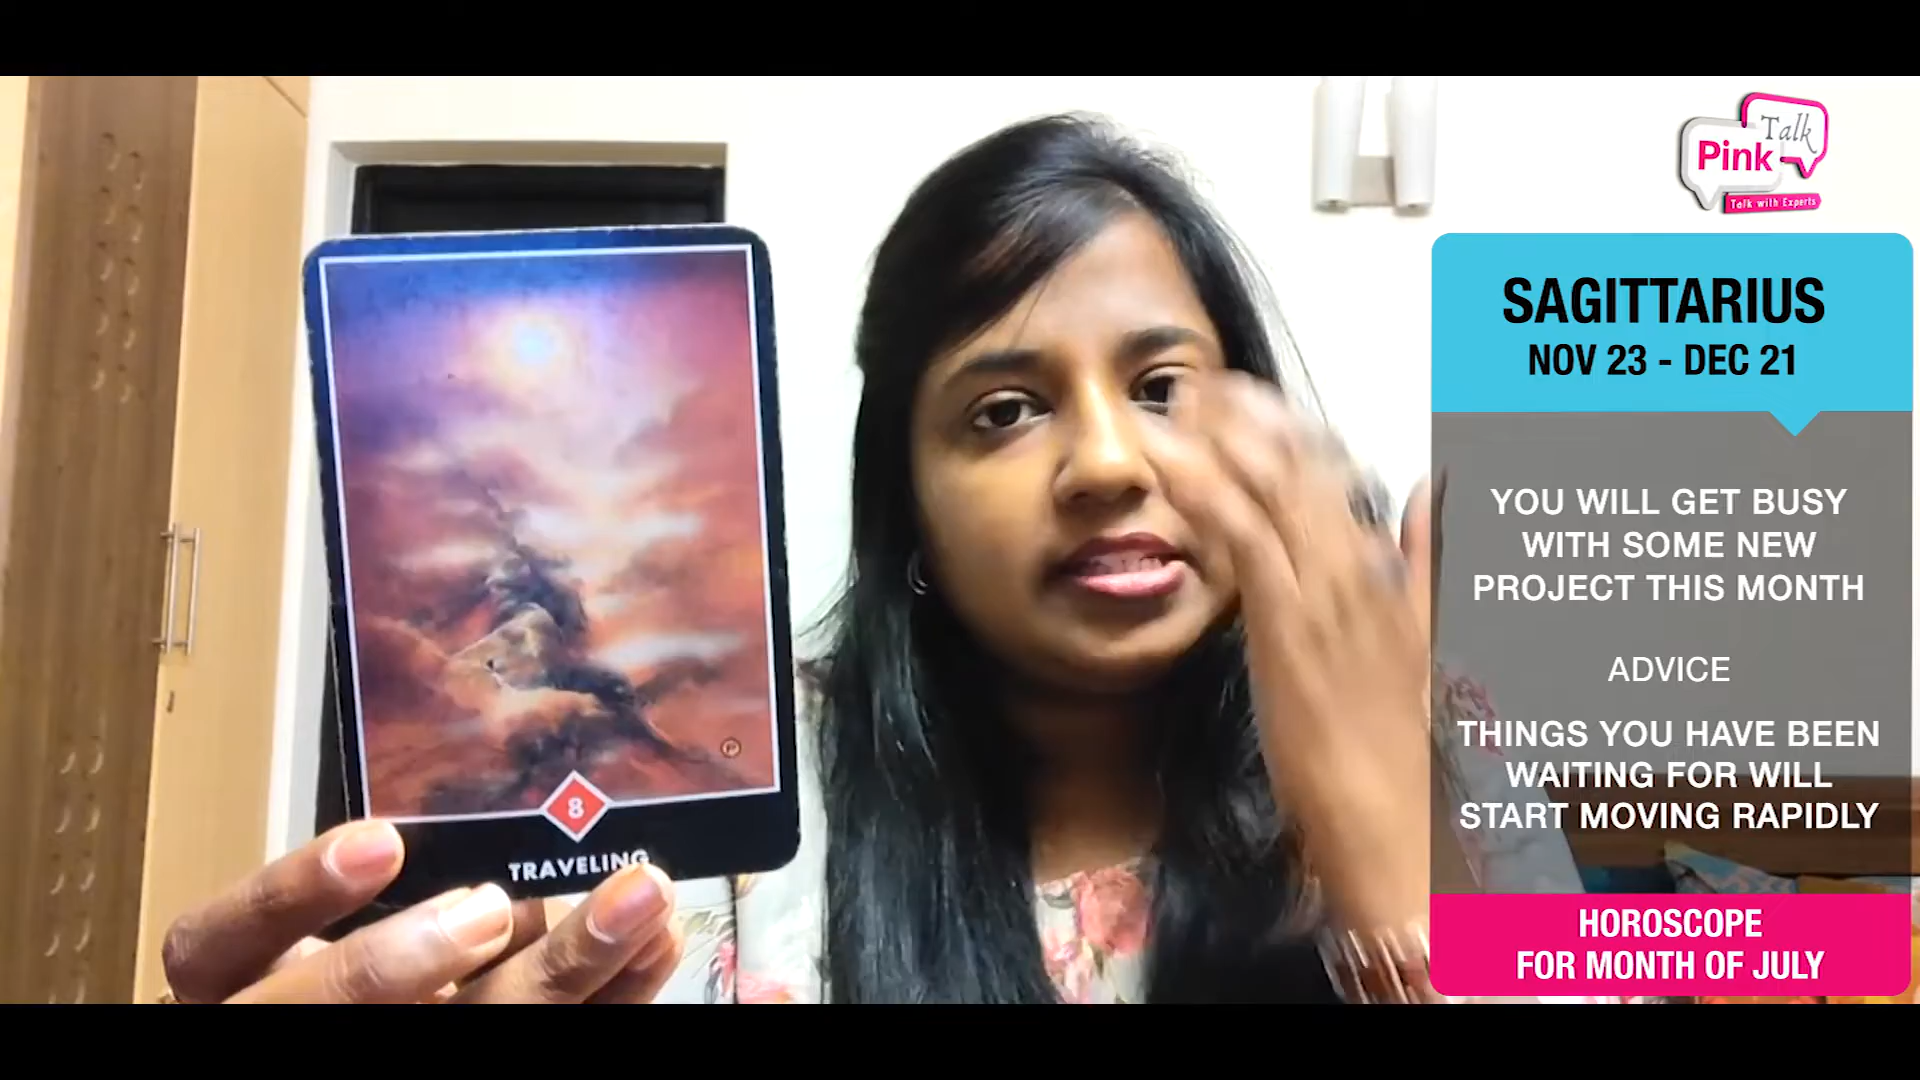 Talk
Pink
Talk with Experts
SAGITTARIUS
NOV 23 - DEC 21
YOU WILL GET BUSY
WITH SOME NEW
PROJECT THIS MONTH
ADVICE
THINGS YOU HAVE BEEN
WAITING FOR WILL
START MOVING RAPIDLY
HOROSCOPE
FOR MONTH OF JULY
8
TRAVELING